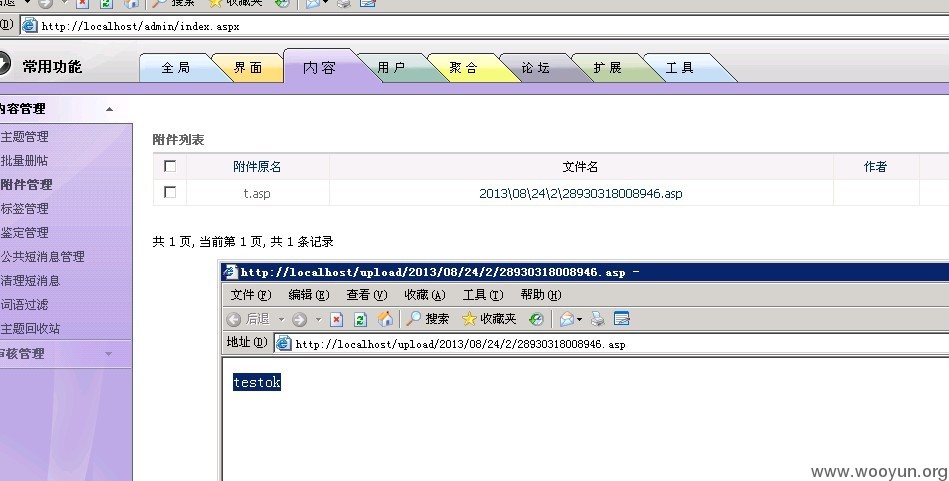 后退 搜索 收藏夹
(D) http://localhost/admin/index.aspx
常用功能 全局 界面 内容 用户 聚合 论坛 扩展 工具
内容管理
主题管理
批量删帖
附件管理
标签管理
鉴定管理
公共短消息管理
清理短消息
词语过滤
主题回收站
审核管理
附件列表
附件原名 文件名 作者
t.asp 2013\08\24\2\28930318008946.asp
共 1 页, 当前第 1 页, 共 1 条记录
http://localhost/upload/2013/08/24/2/28930318008946.asp -
文件(F) 编辑(E) 查看(V) 收藏(A) 工具(T) 帮助(H)
后退 搜索 收藏夹
地址(D) http://localhost/upload/2013/08/24/2/28930318008946.asp
testok
www.wooyun.org